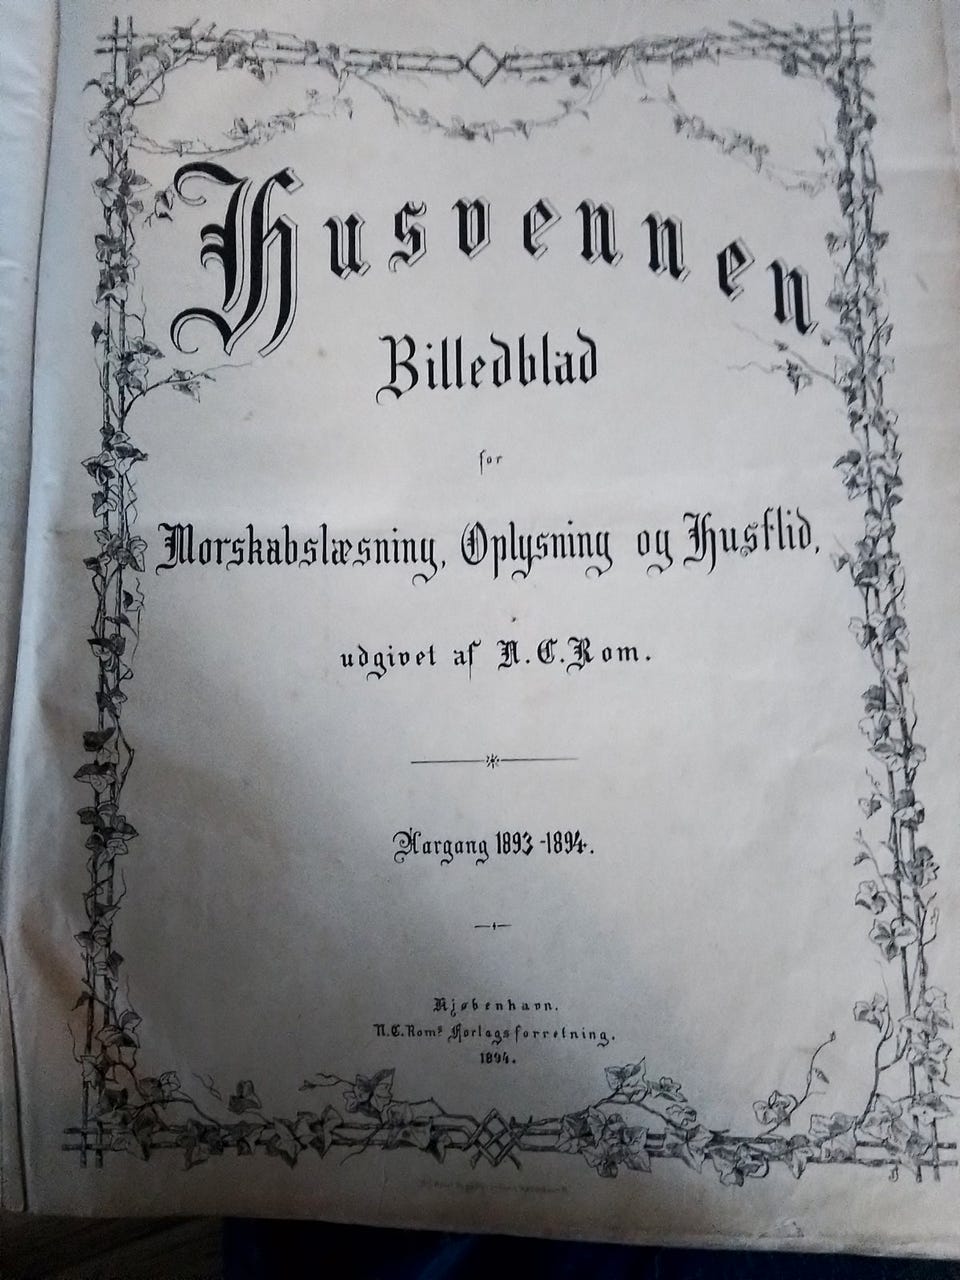 Husvennen
Billedblad
for
Morskabslæsning, Oplysning og Husflid,
udgivet af N. C. Rom.
Aargang 1893-1894.
Kjøbenhavn.
N. C. Roms Forlagsforretning.
1894.